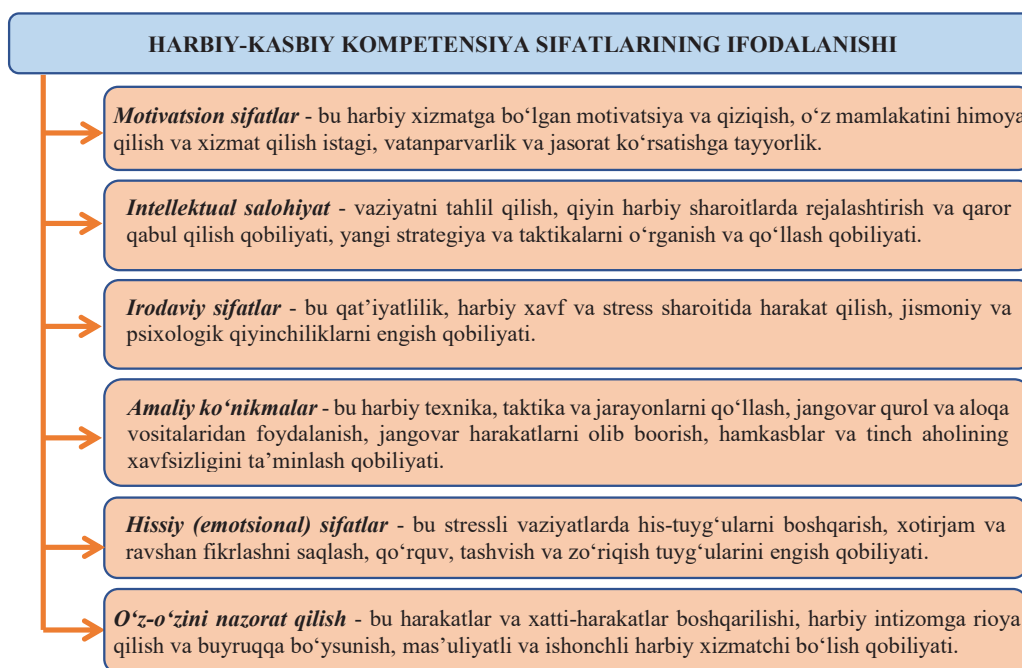 HARBIY-KASBIY KOMPETENSIYA SIFATLARINING IFODALANISHI
Motivatsion sifatlar - bu harbiy xizmatga bo‘lgan motivatsiya va qiziqish, o‘z mamlakatini himoya
qilish va xizmat qilish istagi, vatanparvarlik va jasorat ko‘rsatishga tayyorlik.
Intellektual salohiyat - vaziyatni tahlil qilish, qiyin harbiy sharoitlarda rejalashtirish va qaror
qabul qilish qobiliyati, yangi strategiya va taktikalarni o‘rganish va qo‘llash qobiliyati.
Irodaviy sifatlar - bu qat’iyatlilik, harbiy xavf va stress sharoitida harakat qilish, jismoniy va
psixologik qiyinchiliklarni engish qobiliyati.
Amaliy ko‘nikmalar - bu harbiy texnika, taktika va jarayonlarni qo‘llash, jangovar qurol va aloqa
vositalaridan foydalanish, jangovar harakatlarni olib boorish, hamkasblar va tinch aholining
xavfsizligini ta’minlash qobiliyati.
Hissiy (emotsional) sifatlar - bu stressli vaziyatlarda his-tuyg‘ularni boshqarish, xotirjam va
ravshan fikrlashni saqlash, qo‘rquv, tashvish va zo‘riqish tuyg‘ularini engish qobiliyati.
O‘z-o‘zini nazorat qilish - bu harakatlar va xatti-harakatlar boshqarilishi, harbiy intizomga rioya
qilish va buyruqqa bo‘ysunish, mas’uliyatli va ishonchli harbiy xizmatchi bo‘lish qobiliyati.